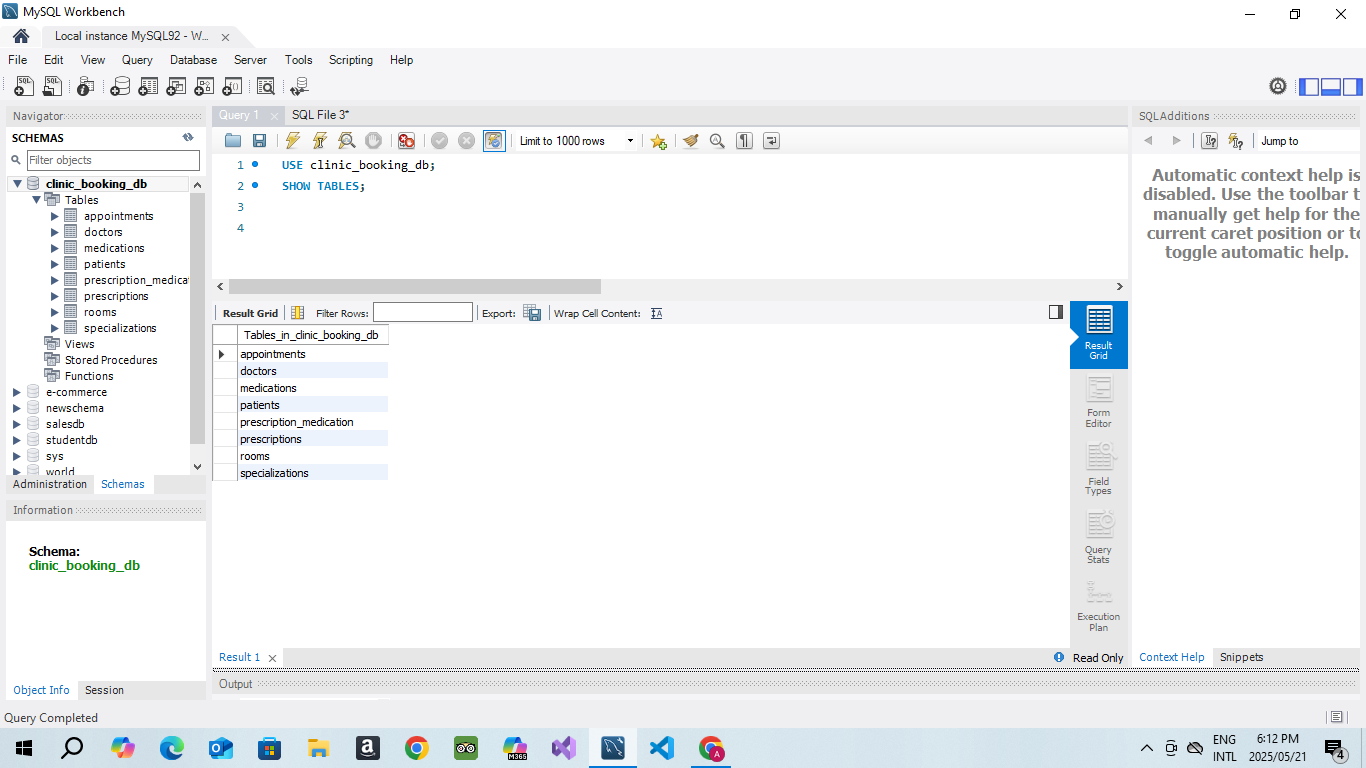 MySQL Workbench
Local instance MySQL92 - W...
File Edit View Query Database Server Tools Scripting Help
Navigator
SCHEMAS
Filter objects
clinic_booking_db
Tables
appointments
doctors
medications
patients
prescription_medica
prescriptions
rooms
specializations
Views
Stored Procedures
Functions
e-commerce
newschema
salesdb
studentdb
sys
world
Administration Schemas
Information
Schema:
clinic_booking_db
Object Info Session
Query 1 SQL File 3*
Limit to 1000 rows
1 USE clinic_booking_db;
2 SHOW TABLES;
3
4
Result Grid Filter Rows: Export: Wrap Cell Content:
Tables_in_clinic_booking_db
appointments
doctors
medications
patients
prescription_medication
prescriptions
rooms
specializations
Result
Grid
Form
Editor
Field
Types
Query
Stats
Execution
Plan
Result 1 Read Only
Output
SQLAdditions
Jump to
Automatic context help is
disabled. Use the toolbar t
manually get help for the
current caret position or to
toggle automatic help.
Context Help Snippets
Query Completed
M365
A
ENG
INTL
6:12 PM
2025/05/21
4